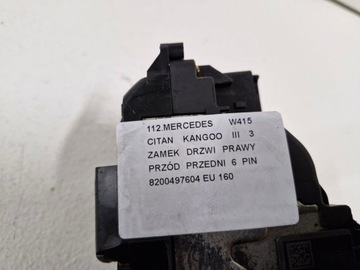 112.MERCEDES W415
CITAN KANGOO III 3
ZAMEK DRZWI PRAWY
PRZÓD PRZEDNI 6 PIN
8200497604 EU 160